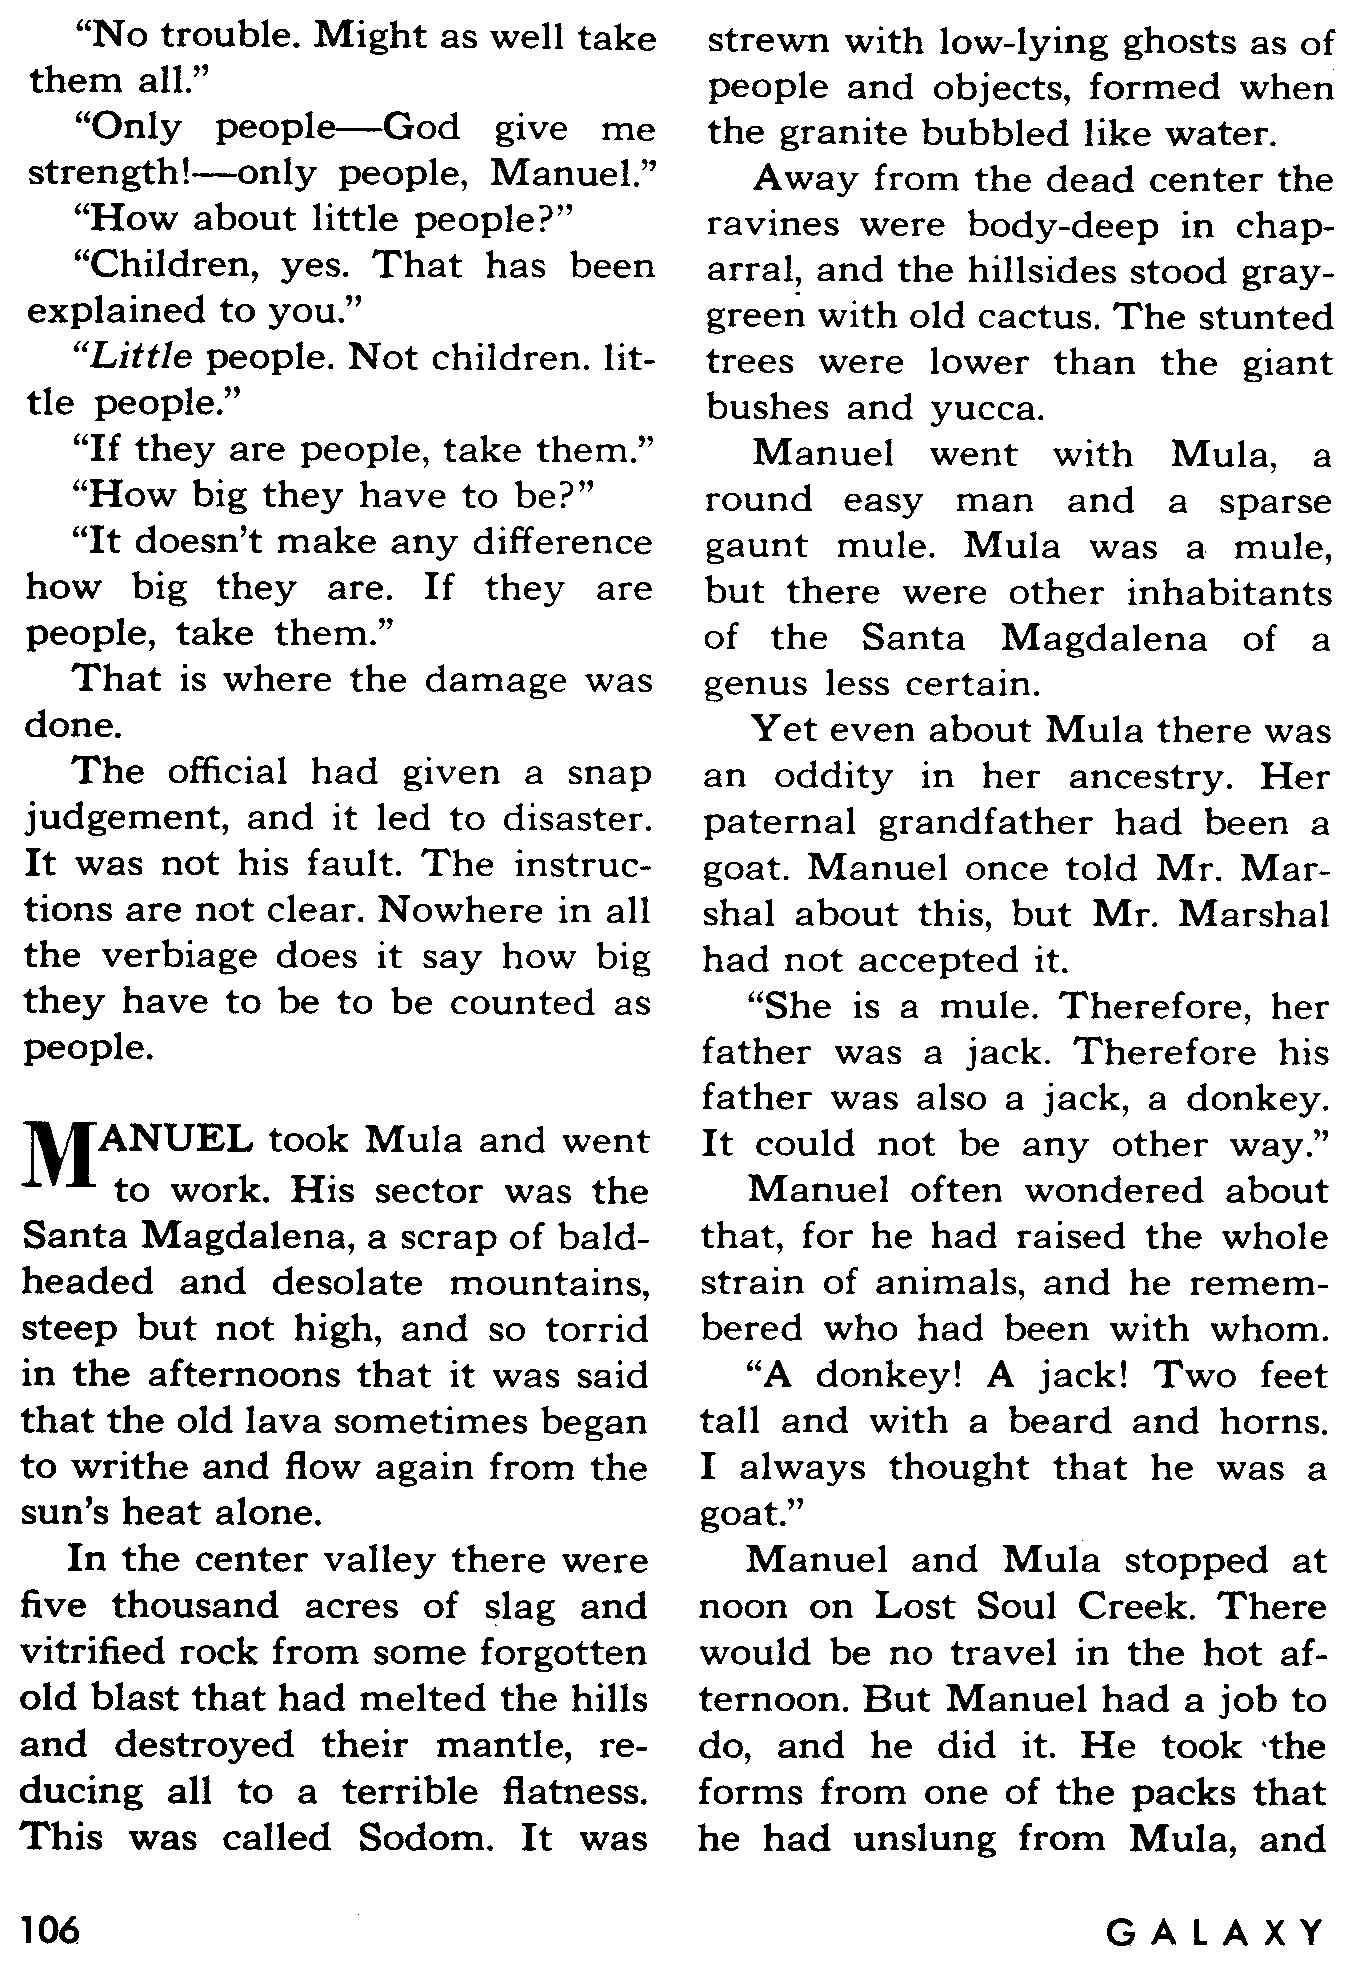 “No trouble. Might as well take
them all.”
“Only people—God give me
strength!—only people, Manuel.”
“How about little people?”
“Children, yes. That has been
explained to you.”
“Little people. Not children. lit-
tle people.”
“If they are people, take them.”
“How big they have to be?”
“It doesn’t make any difference
how big they are. If they are
people, take them.”
That is where the damage was
done.
The official had given a snap
judgement, and it led to disaster.
It was not his fault. The instruc-
tions are not clear. Nowhere in all
the verbiage does it say how big
they have to be to be counted as
people.
MANUEL took Mula and went
to work. His sector was the
Santa Magdalena, a scrap of bald-
headed and desolate mountains,
steep but not high, and so torrid
in the afternoons that it was said
that the old lava sometimes began
to writhe and flow again from the
sun’s heat alone.
In the center valley there were
five thousand acres of slag and
vitrified rock from some forgotten
old blast that had melted the hills
and destroyed their mantle, re-
ducing all to a terrible flatness.
This was called Sodom. It was
strewn with low-lying ghosts as of
people and objects, formed when
the granite bubbled like water.
Away from the dead center the
ravines were body-deep in chap-
arral, and the hillsides stood gray-
green with old cactus. The stunted
trees were lower than the giant
bushes and yucca.
Manuel went with Mula, a
round easy man and a sparse
gaunt mule. Mula was a mule,
but there were other inhabitants
of the Santa Magdalena of a
genus less certain.
Yet even about Mula there was
an oddity in her ancestry. Her
paternal grandfather had been a
goat. Manuel once told Mr. Mar-
shal about this, but Mr. Marshal
had not accepted it.
“She is a mule. Therefore, her
father was a jack. Therefore his
father was also a jack, a donkey.
It could not be any other way.”
Manuel often wondered about
that, for he had raised the whole
strain of animals, and he remem-
bered who had been with whom.
“A donkey! A jack! Two feet
tall and with a beard and horns.
I always thought that he was a
goat.”
Manuel and Mula stopped at
noon on Lost Soul Creek. There
would be no travel in the hot af-
ternoon. But Manuel had a job to
do, and he did it. He took the
forms from one of the packs that
he had unslung from Mula, and
106
GALAXY